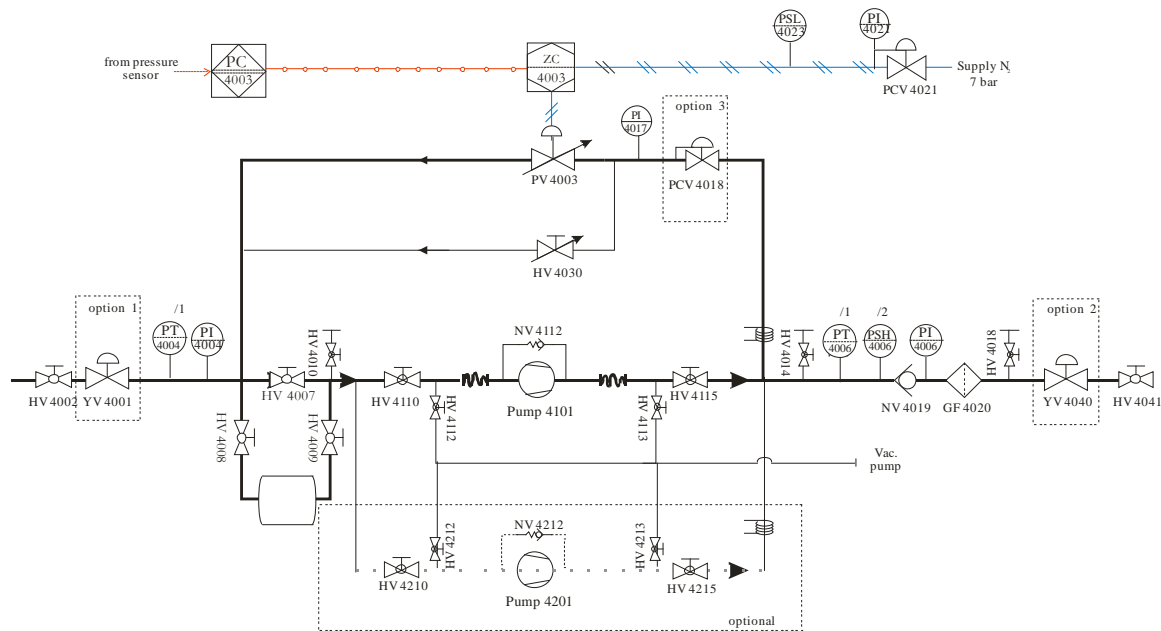 PSL
4023
PI
4021
from pressure
sensor
PC
4003
ZC
4003
Supply N2
7 bar
PCV 4021
option 3
PI
4017
PV 4003
PCV 4018
HV 4030
option 1
/1
PT
4004
PI
4004
HV 4010
NV 4112
HV 4014
/1
PT
4006
/2
PSH
4006
PI
4006
HV 4018
option 2
HV 4002
YV 4001
HV 4007
HV 4110
Pump 4101
HV 4115
NV 4019
GF 4020
YV 4040
HV 4041
HV 4008
HV 4009
HV 4112
HV 4113
Vac.
pump
HV 4212
NV 4212
HV 4213
HV 4210
Pump 4201
HV 4215
optional